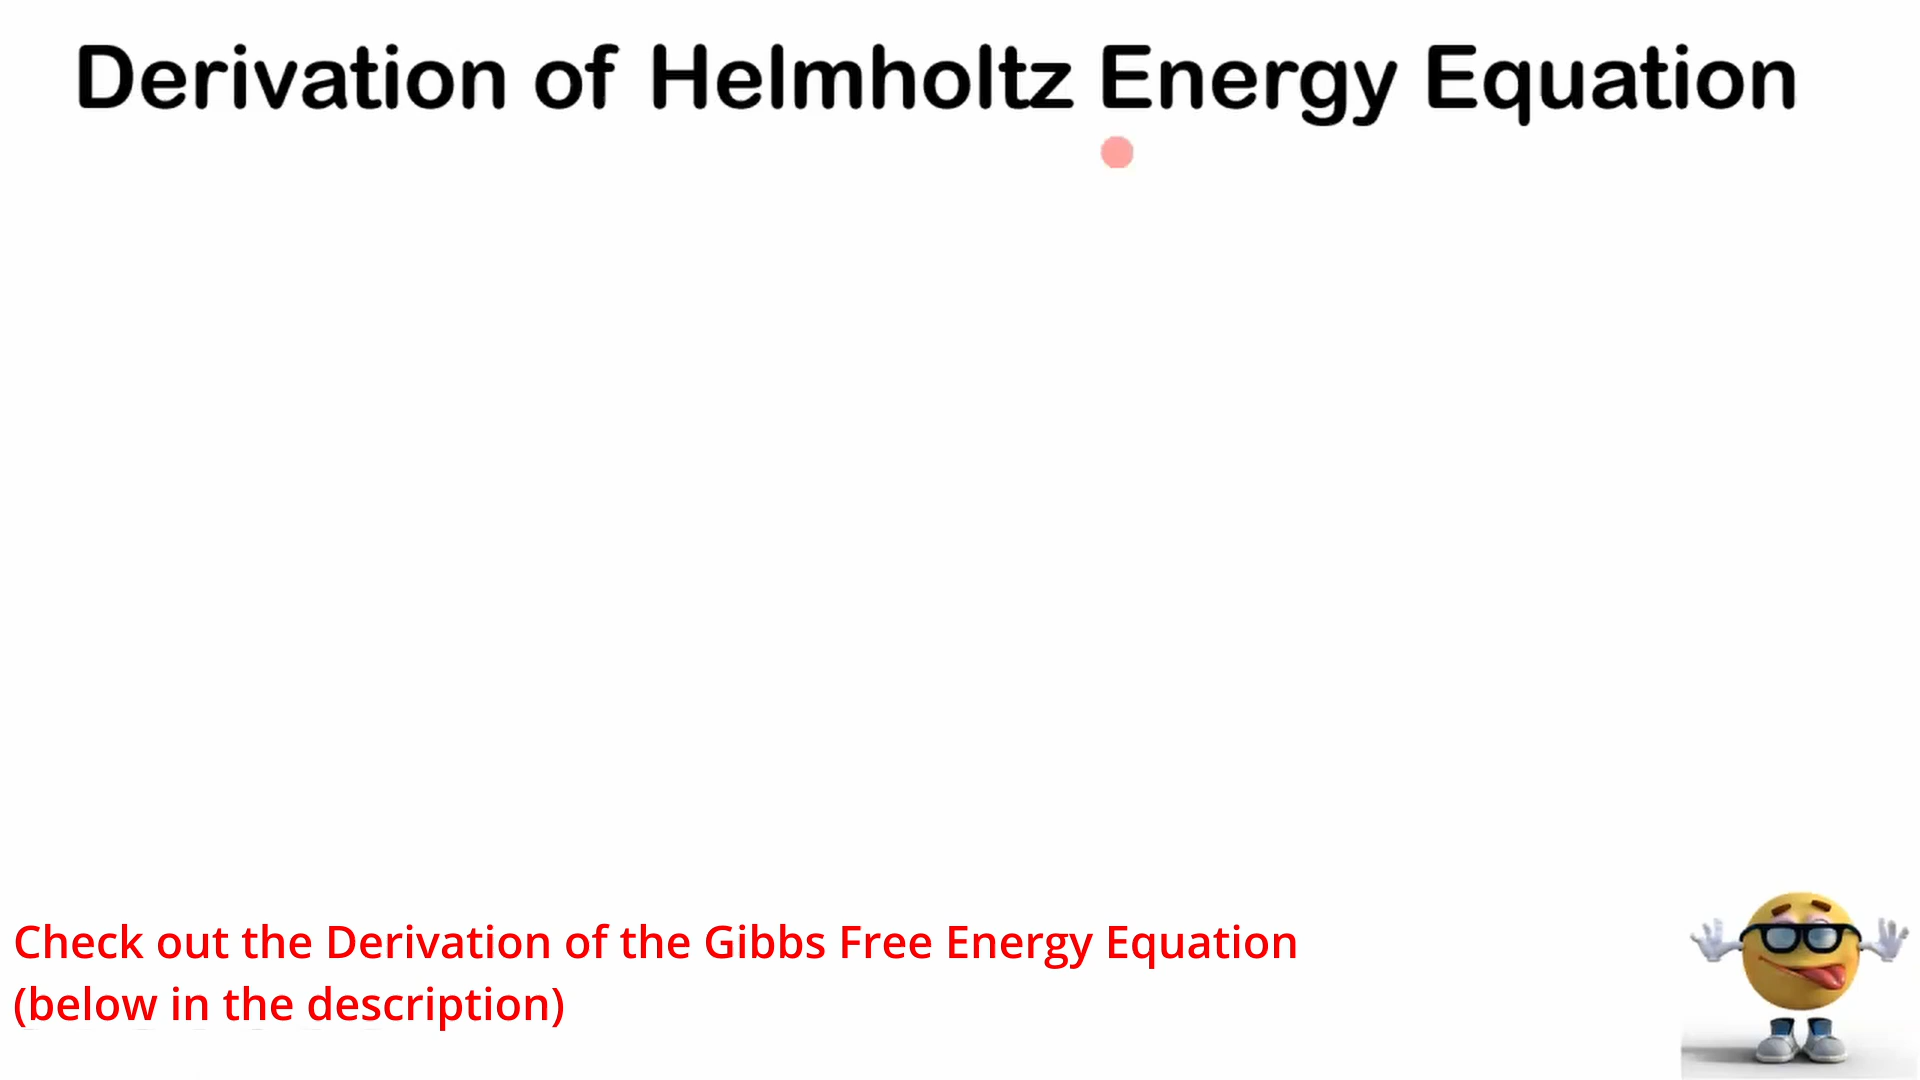 Derivation of Helmholtz Energy Equation
Check out the Derivation of the Gibbs Free Energy Equation
(below in the description)